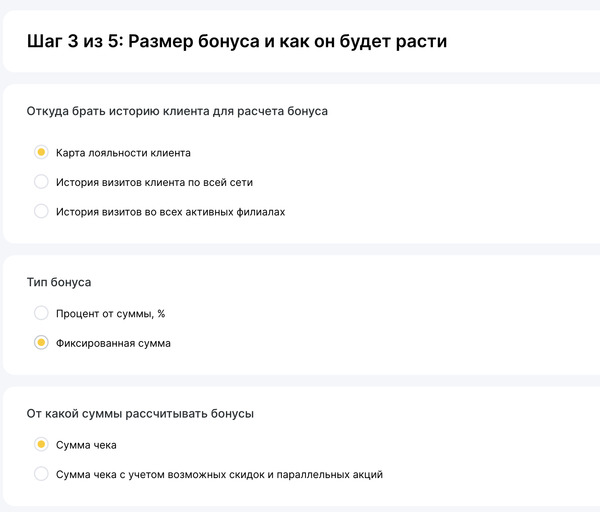 Шаг 3 из 5: Размер бонуса и как он будет расти
Откуда брать историю клиента для расчета бонуса
Карта лояльности клиента
История визитов клиента по всей сети
История визитов во всех активных филиалах
Тип бонуса
Процент от суммы, %
Фиксированная сумма
От какой суммы рассчитывать бонусы
Сумма чека
Сумма чека с учетом возможных скидок и параллельных акций